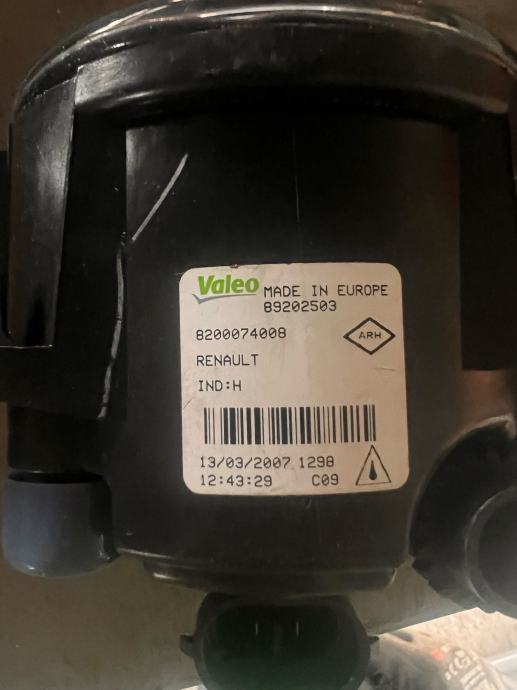 Valeo MADE IN EUROPE
89202503
8200074008
ARH
RENAULT
IND:H
13/03/2007 1298
12:43:29 C09